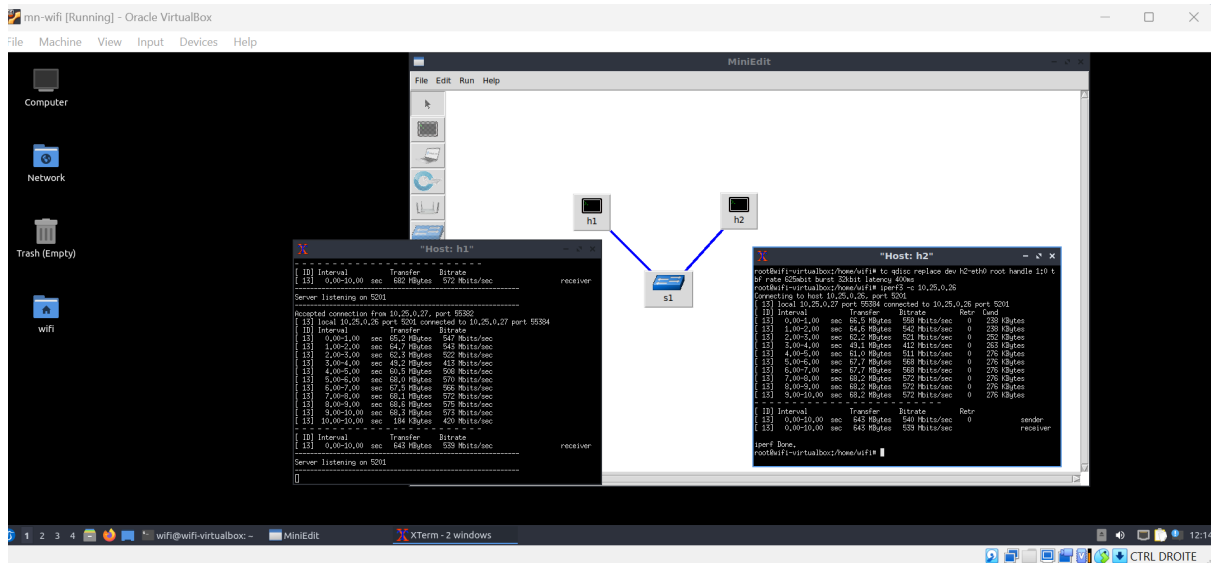 mn-wifi [Running] - Oracle VirtualBox
File Machine View Input Devices Help
Computer
Network
Trash (Empty)
wifi
MiniEdit
File Edit Run Help
h1
h2
s1
"Host: h1"
[ ID] Interval Transfer Bitrate
[ 13] 0.00-10.00 sec 682 MBytes 572 Mbits/sec receiver
Server listening on 5201
Accepted connection from 10.25.0.27, port 55382
[ 13] local 10.25.0.26 port 5201 connected to 10.25.0.27 port 55384
[ ID] Interval Transfer Bitrate
[ 13] 0.00-1.00 sec 65.2 MBytes 547 Mbits/sec
[ 13] 1.00-2.00 sec 64.7 MBytes 543 Mbits/sec
[ 13] 2.00-3.00 sec 62.3 MBytes 522 Mbits/sec
[ 13] 3.00-4.00 sec 49.2 MBytes 413 Mbits/sec
[ 13] 4.00-5.00 sec 60.5 MBytes 508 Mbits/sec
[ 13] 5.00-6.00 sec 68.0 MBytes 570 Mbits/sec
[ 13] 6.00-7.00 sec 67.5 MBytes 566 Mbits/sec
[ 13] 7.00-8.00 sec 68.1 MBytes 572 Mbits/sec
[ 13] 8.00-9.00 sec 68.6 MBytes 575 Mbits/sec
[ 13] 9.00-10.00 sec 68.3 MBytes 573 Mbits/sec
[ 13] 10.00-10.00 sec 184 KBytes 420 Mbits/sec
[ ID] Interval Transfer Bitrate
[ 13] 0.00-10.00 sec 643 MBytes 539 Mbits/sec receiver
Server listening on 5201
"Host: h2"
root@wifi-virtualbox:/home/wifi# tc qdisc replace dev h2-eth0 root handle 1:0 t
bf rate 625mbit burst 32kbit latency 400ms
root@wifi-virtualbox:/home/wifi# iperf3 -c 10.25.0.26
Connecting to host 10.25.0.26, port 5201
[ 13] local 10.25.0.27 port 55384 connected to 10.25.0.26 port 5201
[ ID] Interval Transfer Bitrate Retr Cwnd
[ 13] 0.00-1.00 sec 66.5 MBytes 558 Mbits/sec 0 238 KBytes
[ 13] 1.00-2.00 sec 64.6 MBytes 542 Mbits/sec 0 238 KBytes
[ 13] 2.00-3.00 sec 62.2 MBytes 521 Mbits/sec 0 252 KBytes
[ 13] 3.00-4.00 sec 49.1 MBytes 412 Mbits/sec 0 263 KBytes
[ 13] 4.00-5.00 sec 61.0 MBytes 511 Mbits/sec 0 276 KBytes
[ 13] 5.00-6.00 sec 67.7 MBytes 568 Mbits/sec 0 276 KBytes
[ 13] 6.00-7.00 sec 67.7 MBytes 568 Mbits/sec 0 276 KBytes
[ 13] 7.00-8.00 sec 68.2 MBytes 572 Mbits/sec 0 276 KBytes
[ 13] 8.00-9.00 sec 68.2 MBytes 572 Mbits/sec 0 276 KBytes
[ 13] 9.00-10.00 sec 68.2 MBytes 572 Mbits/sec 0 276 KBytes
[ ID] Interval Transfer Bitrate Retr
[ 13] 0.00-10.00 sec 643 MBytes 540 Mbits/sec 0 sender
[ 13] 0.00-10.00 sec 643 MBytes 539 Mbits/sec receiver
iperf Done.
root@wifi-virtualbox:/home/wifi#
1 2 3 4 wifi@wifi-virtualbox: ~ MiniEdit XTerm - 2 windows 12:14
CTRL DROITE